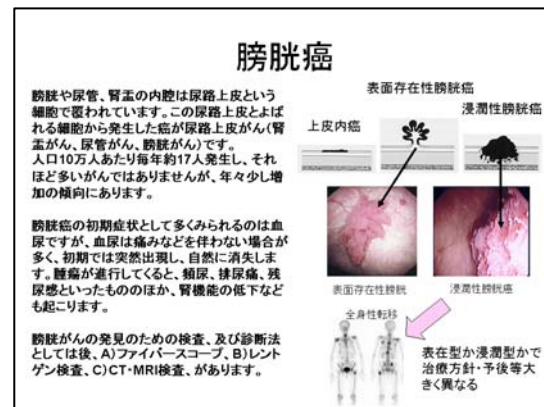 膀胱癌
膀胱や尿管、腎盂の内腔は尿路上皮という
細胞で覆われています。この尿路上皮とよば
れる細胞から発生した癌が尿路上皮がん(腎
盂がん、尿管がん、膀胱がん)です。
人口10万人あたり毎年約17人発生し、それ
ほど多いがんではありませんが、年々少し増
加の傾向にあります。
膀胱癌の初期症状として多くみられるのは血
尿ですが、血尿は痛みなどを伴わない場合が
多く、初期では突然出現し、自然に消失しま
す。腫瘍が進行してくると、頻尿、排尿痛、残
尿感といったもののほか、腎機能の低下など
も起こります。
膀胱がんの発見のための検査、及び診断法
としては後、A)ファイバースコープ、B)レント
ゲン検査、C)CT・MRI検査、があります。
表面存在性膀胱癌
上皮内癌
浸潤性膀胱癌
表面存在性膀胱
浸潤性膀胱癌
全身性転移
表在型か浸潤型かで
治療方針・予後等大
きく異なる